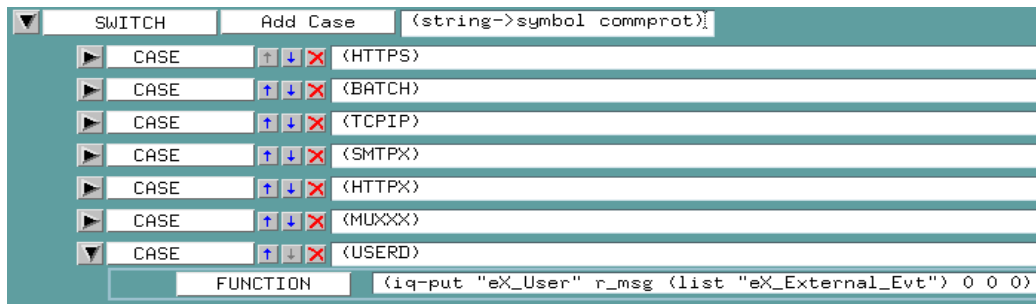 SWITCH Add Case (string->symbol commprot)
CASE (HTTPS)
CASE (BATCH)
CASE (TCPIP)
CASE (SMTPX)
CASE (HTTPX)
CASE (MUXXX)
CASE (USERD)
FUNCTION (iq-put "eX_User" r_msg (list "eX_External_Evt") 0 0 0)